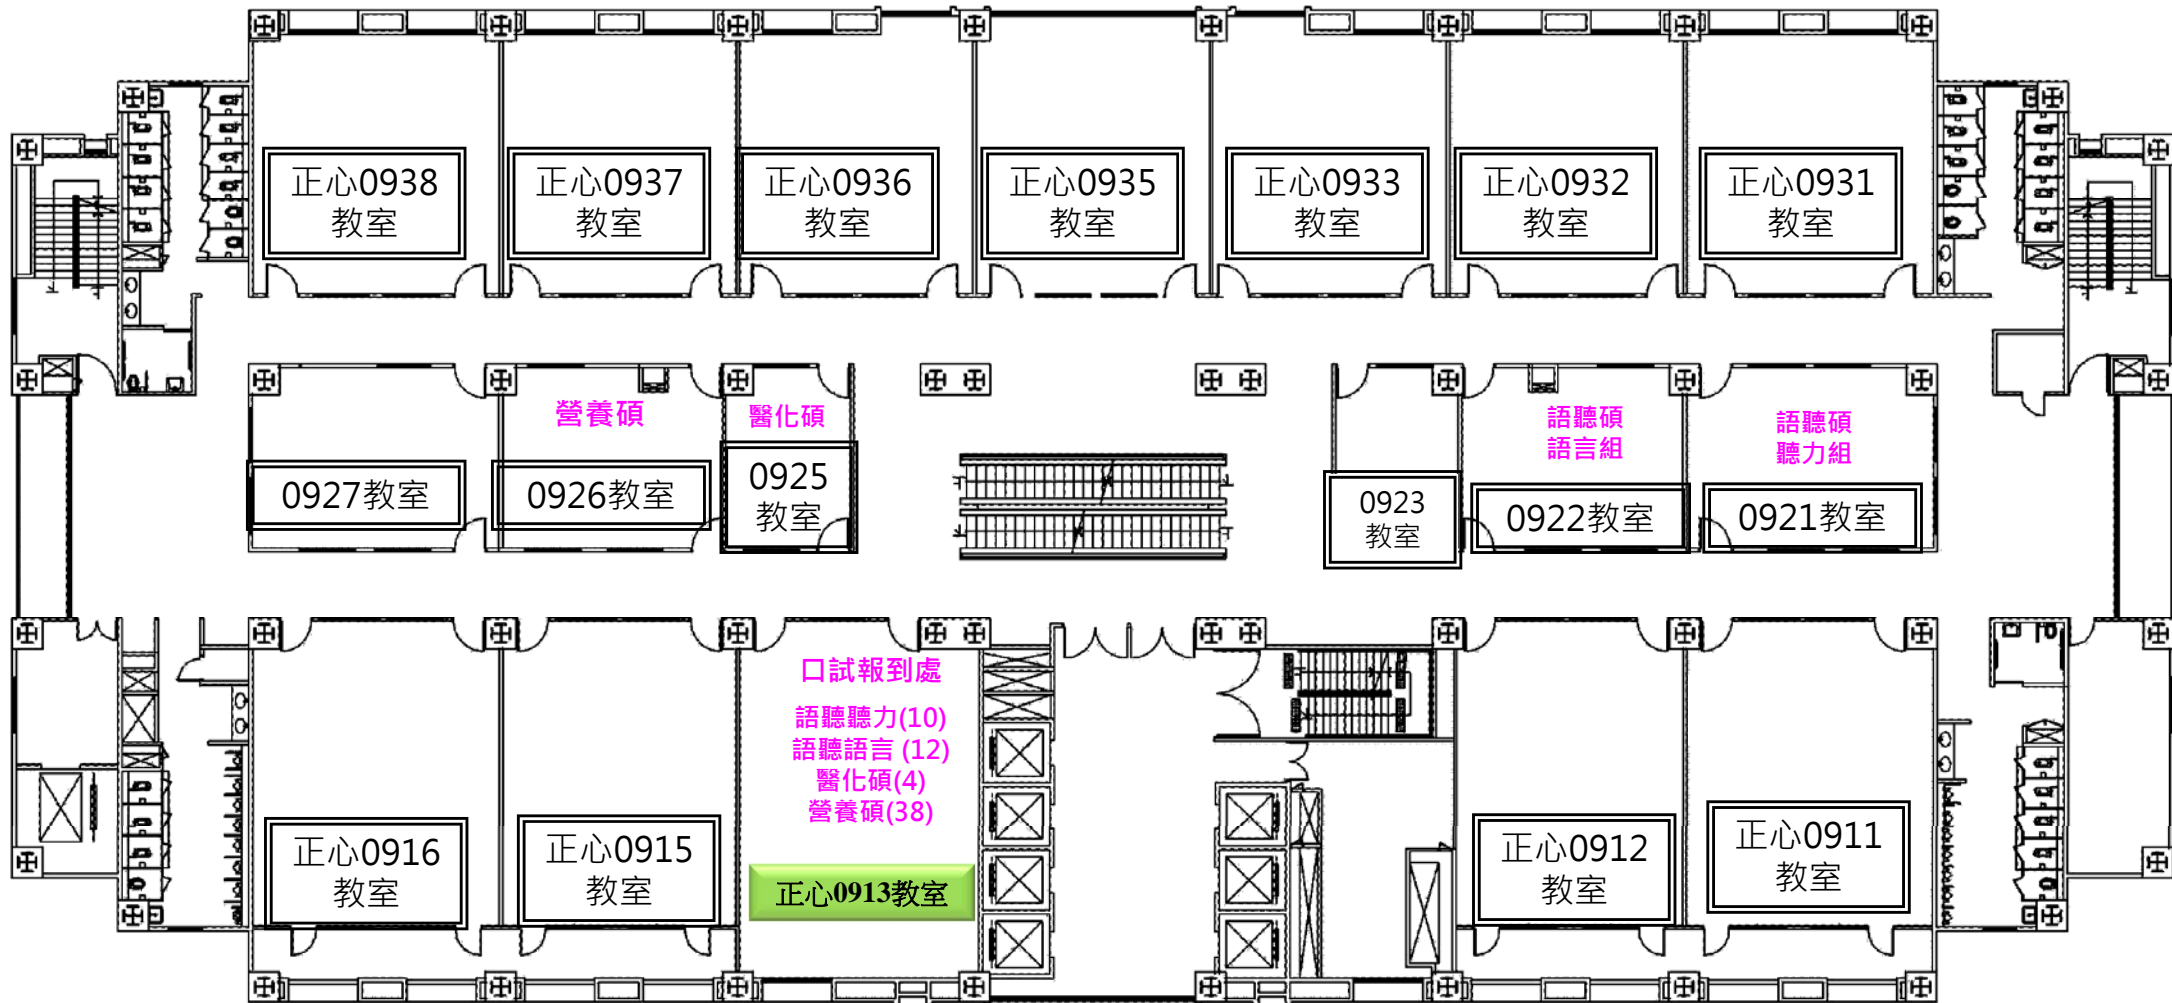 正心0938
教室
正心0937
教室
正心0936
教室
正心0935
教室
正心0933
教室
正心0932
教室
正心0931
教室
0927教室
營養碩
0926教室
醫化碩
0925
教室
0923
教室
語聽碩
語言組
0922教室
語聽碩
聽力組
0921教室
正心0916
教室
正心0915
教室
口試報到處
語聽聽力(10)
語聽語言 (12)
醫化碩(4)
營養碩(38)
正心0913教室
正心0912
教室
正心0911
教室